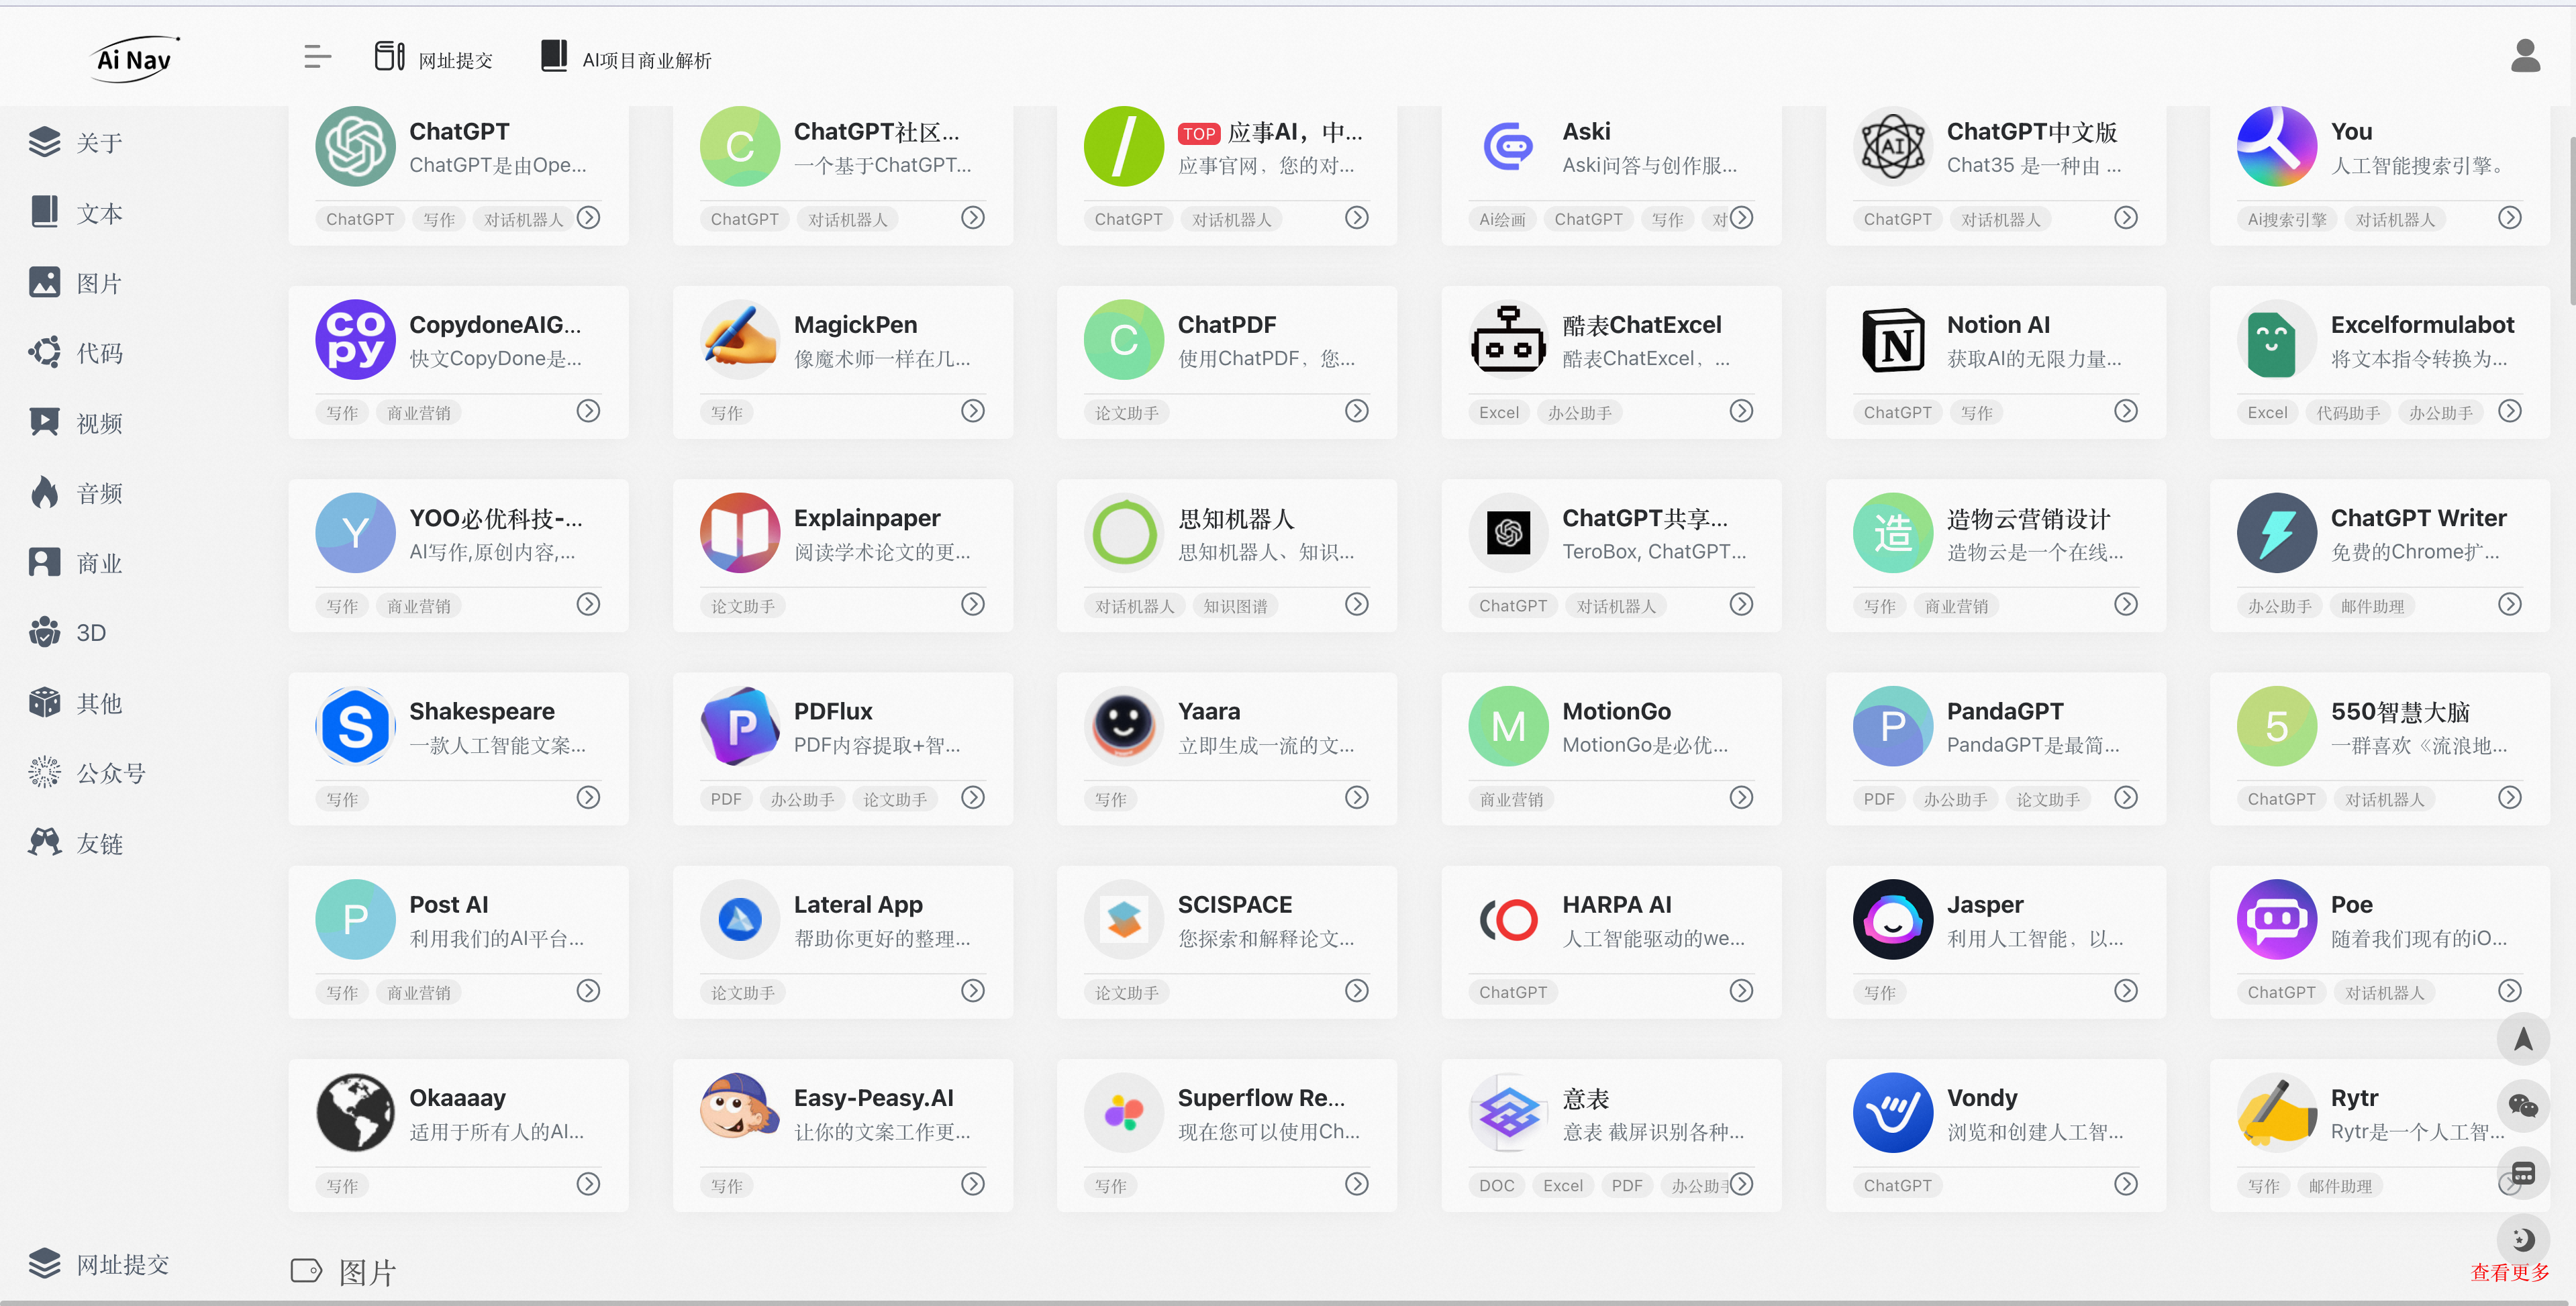 Ai Nav
网址提交
AI项目商业解析
关于
文本
图片
代码
视频
音频
商业
3D
其他
公众号
友链
网址提交
ChatGPT
ChatGPT是由Ope...
ChatGPT 写作 对话机器人
C
ChatGPT社区...
一个基于ChatGPT...
ChatGPT 对话机器人
TOP 应事AI，中...
应事官网，您的对...
ChatGPT 对话机器人
Aski
Aski问答与创作服...
Ai绘画 ChatGPT 写作 对
AI
ChatGPT中文版
Chat35 是一种由 ...
ChatGPT 对话机器人
You
人工智能搜索引擎。
Ai搜索引擎 对话机器人
co
py
CopydoneAIG...
快文CopyDone是...
写作 商业营销
MagickPen
像魔术师一样在几...
写作
C
ChatPDF
使用ChatPDF，您...
论文助手
酷表ChatExcel
酷表ChatExcel，...
Excel 办公助手
N
Notion AI
获取AI的无限力量...
ChatGPT 写作
Excelformulabot
将文本指令转换为...
Excel 代码助手 办公助手
Y
YOO必优科技-...
AI写作,原创内容,...
写作 商业营销
Explainpaper
阅读学术论文的更...
论文助手
思知机器人
思知机器人、知识...
对话机器人 知识图谱
ChatGPT共享...
TeroBox, ChatGPT...
ChatGPT 对话机器人
造
造物云营销设计
造物云是一个在线...
写作 商业营销
ChatGPT Writer
免费的Chrome扩...
办公助手 邮件助理
S
Shakespeare
一款人工智能文案...
写作
P
PDFlux
PDF内容提取+智...
PDF 办公助手 论文助手
Yaara
立即生成一流的文...
写作
M
MotionGo
MotionGo是必优...
商业营销
P
PandaGPT
PandaGPT是最简...
PDF 办公助手 论文助手
5
550智慧大脑
一群喜欢《流浪地...
ChatGPT 对话机器人
P
Post AI
利用我们的AI平台...
写作 商业营销
Lateral App
帮助你更好的整理...
论文助手
SCISPACE
您探索和解释论文...
论文助手
HARPA AI
人工智能驱动的we...
ChatGPT
Jasper
利用人工智能，以...
写作
Poe
随着我们现有的iO...
ChatGPT 对话机器人
Okaaaay
适用于所有人的AI...
写作
Easy-Peasy.AI
让你的文案工作更...
写作
Superflow Re...
现在您可以使用Ch...
写作
意表
意表 截屏识别各种...
DOC Excel PDF 办公助手
Vondy
浏览和创建人工智...
ChatGPT
Rytr
Rytr是一个人工智...
写作 邮件助理
图片
查看更多